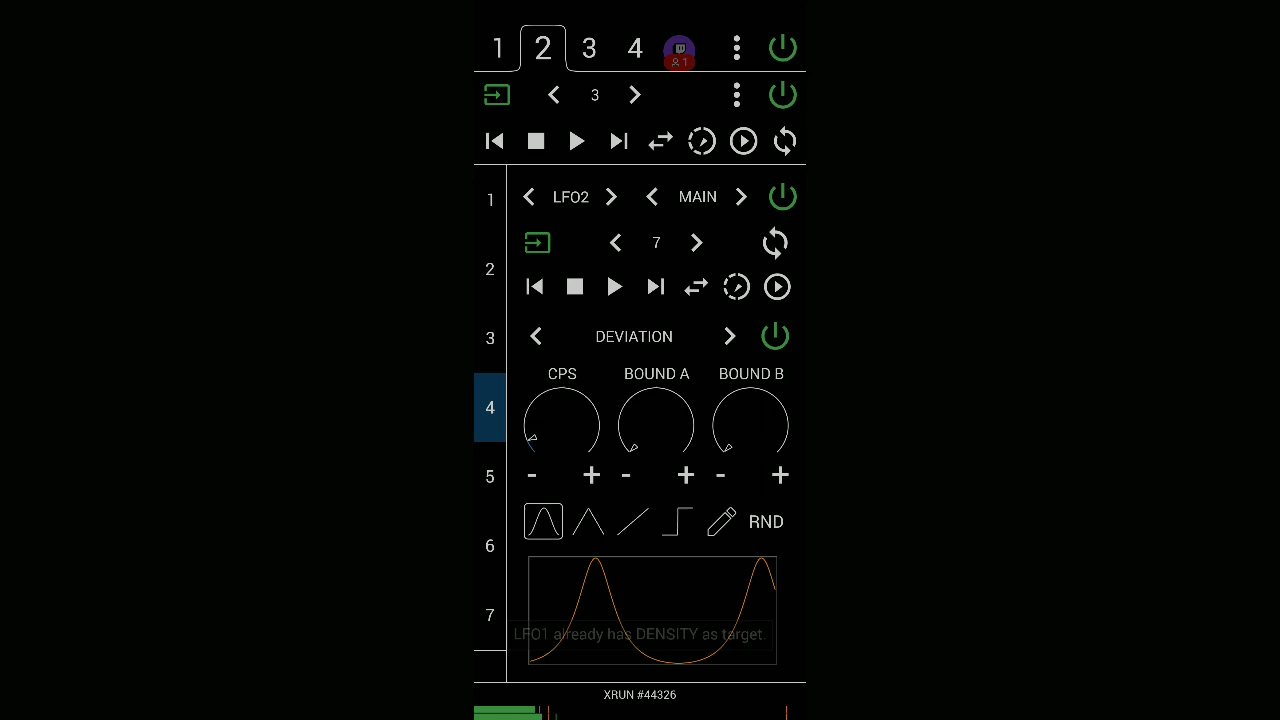 1 2 3 4 1
3
1 LFO2 MAIN
2 7
3 DEVIATION
CPS BOUND A BOUND B
4
5 - + - + - +
RND
6
7
LFO1 already has DENSITY as target.
XRUN #44326